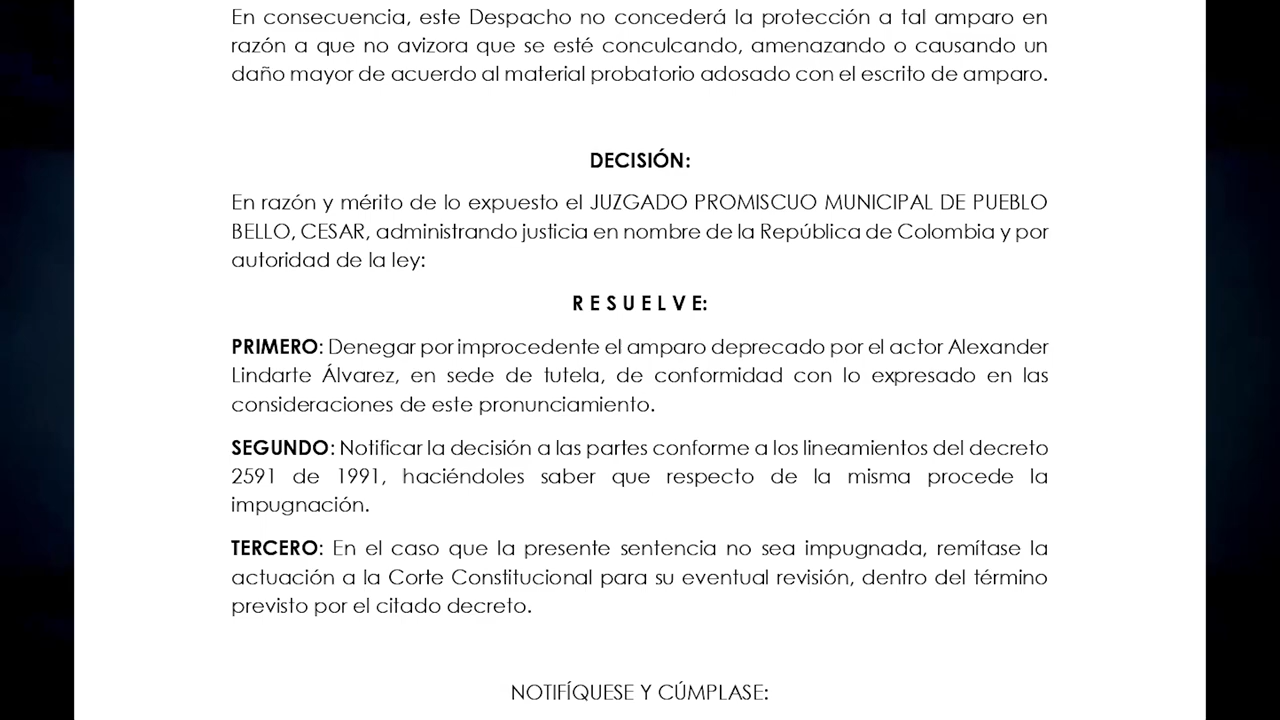 En consecuencia, este Despacho no concederá la protección a tal amparo en
razón a que no avizora que se esté conculcando, amenazando o causando un
daño mayor de acuerdo al material probatorio adosado con el escrito de amparo.
DECISIÓN:
En razón y mérito de lo expuesto el JUZGADO PROMISCUO MUNICIPAL DE PUEBLO
BELLO, CESAR, administrando justicia en nombre de la República de Colombia y por
autoridad de la ley:
R E S U E L V E:
PRIMERO: Denegar por improcedente el amparo deprecado por el actor Alexander
Lindarte Álvarez, en sede de tutela, de conformidad con lo expresado en las
consideraciones de este pronunciamiento.
SEGUNDO: Notificar la decisión a las partes conforme a los lineamientos del decreto
2591 de 1991, haciéndoles saber que respecto de la misma procede la
impugnación.
TERCERO: En el caso que la presente sentencia no sea impugnada, remítase la
actuación a la Corte Constitucional para su eventual revisión, dentro del término
previsto por el citado decreto.
NOTIFÍQUESE Y CÚMPLASE: